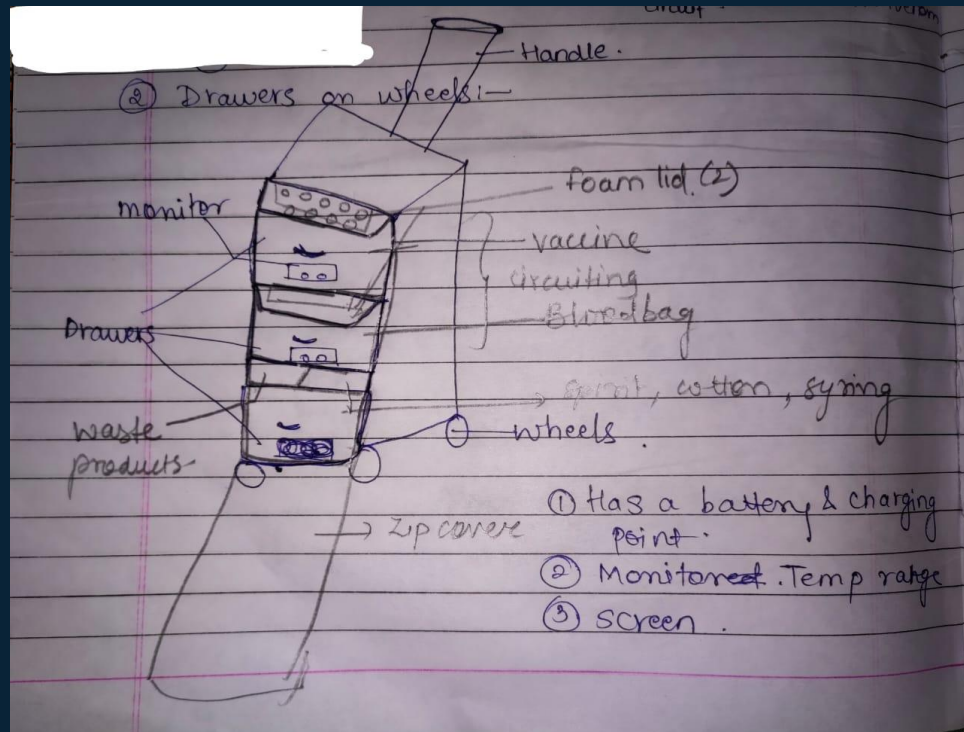 Handle.
② Drawers on wheels :-
foam lid. (2)
monitor
vaccine
circuiting
Bloodbag
Drawers
cotton, syring
waste
products
wheels.
① Has a battery & charging
point.
→ Zip covere
② Monitored. Temp range
③ Screen.